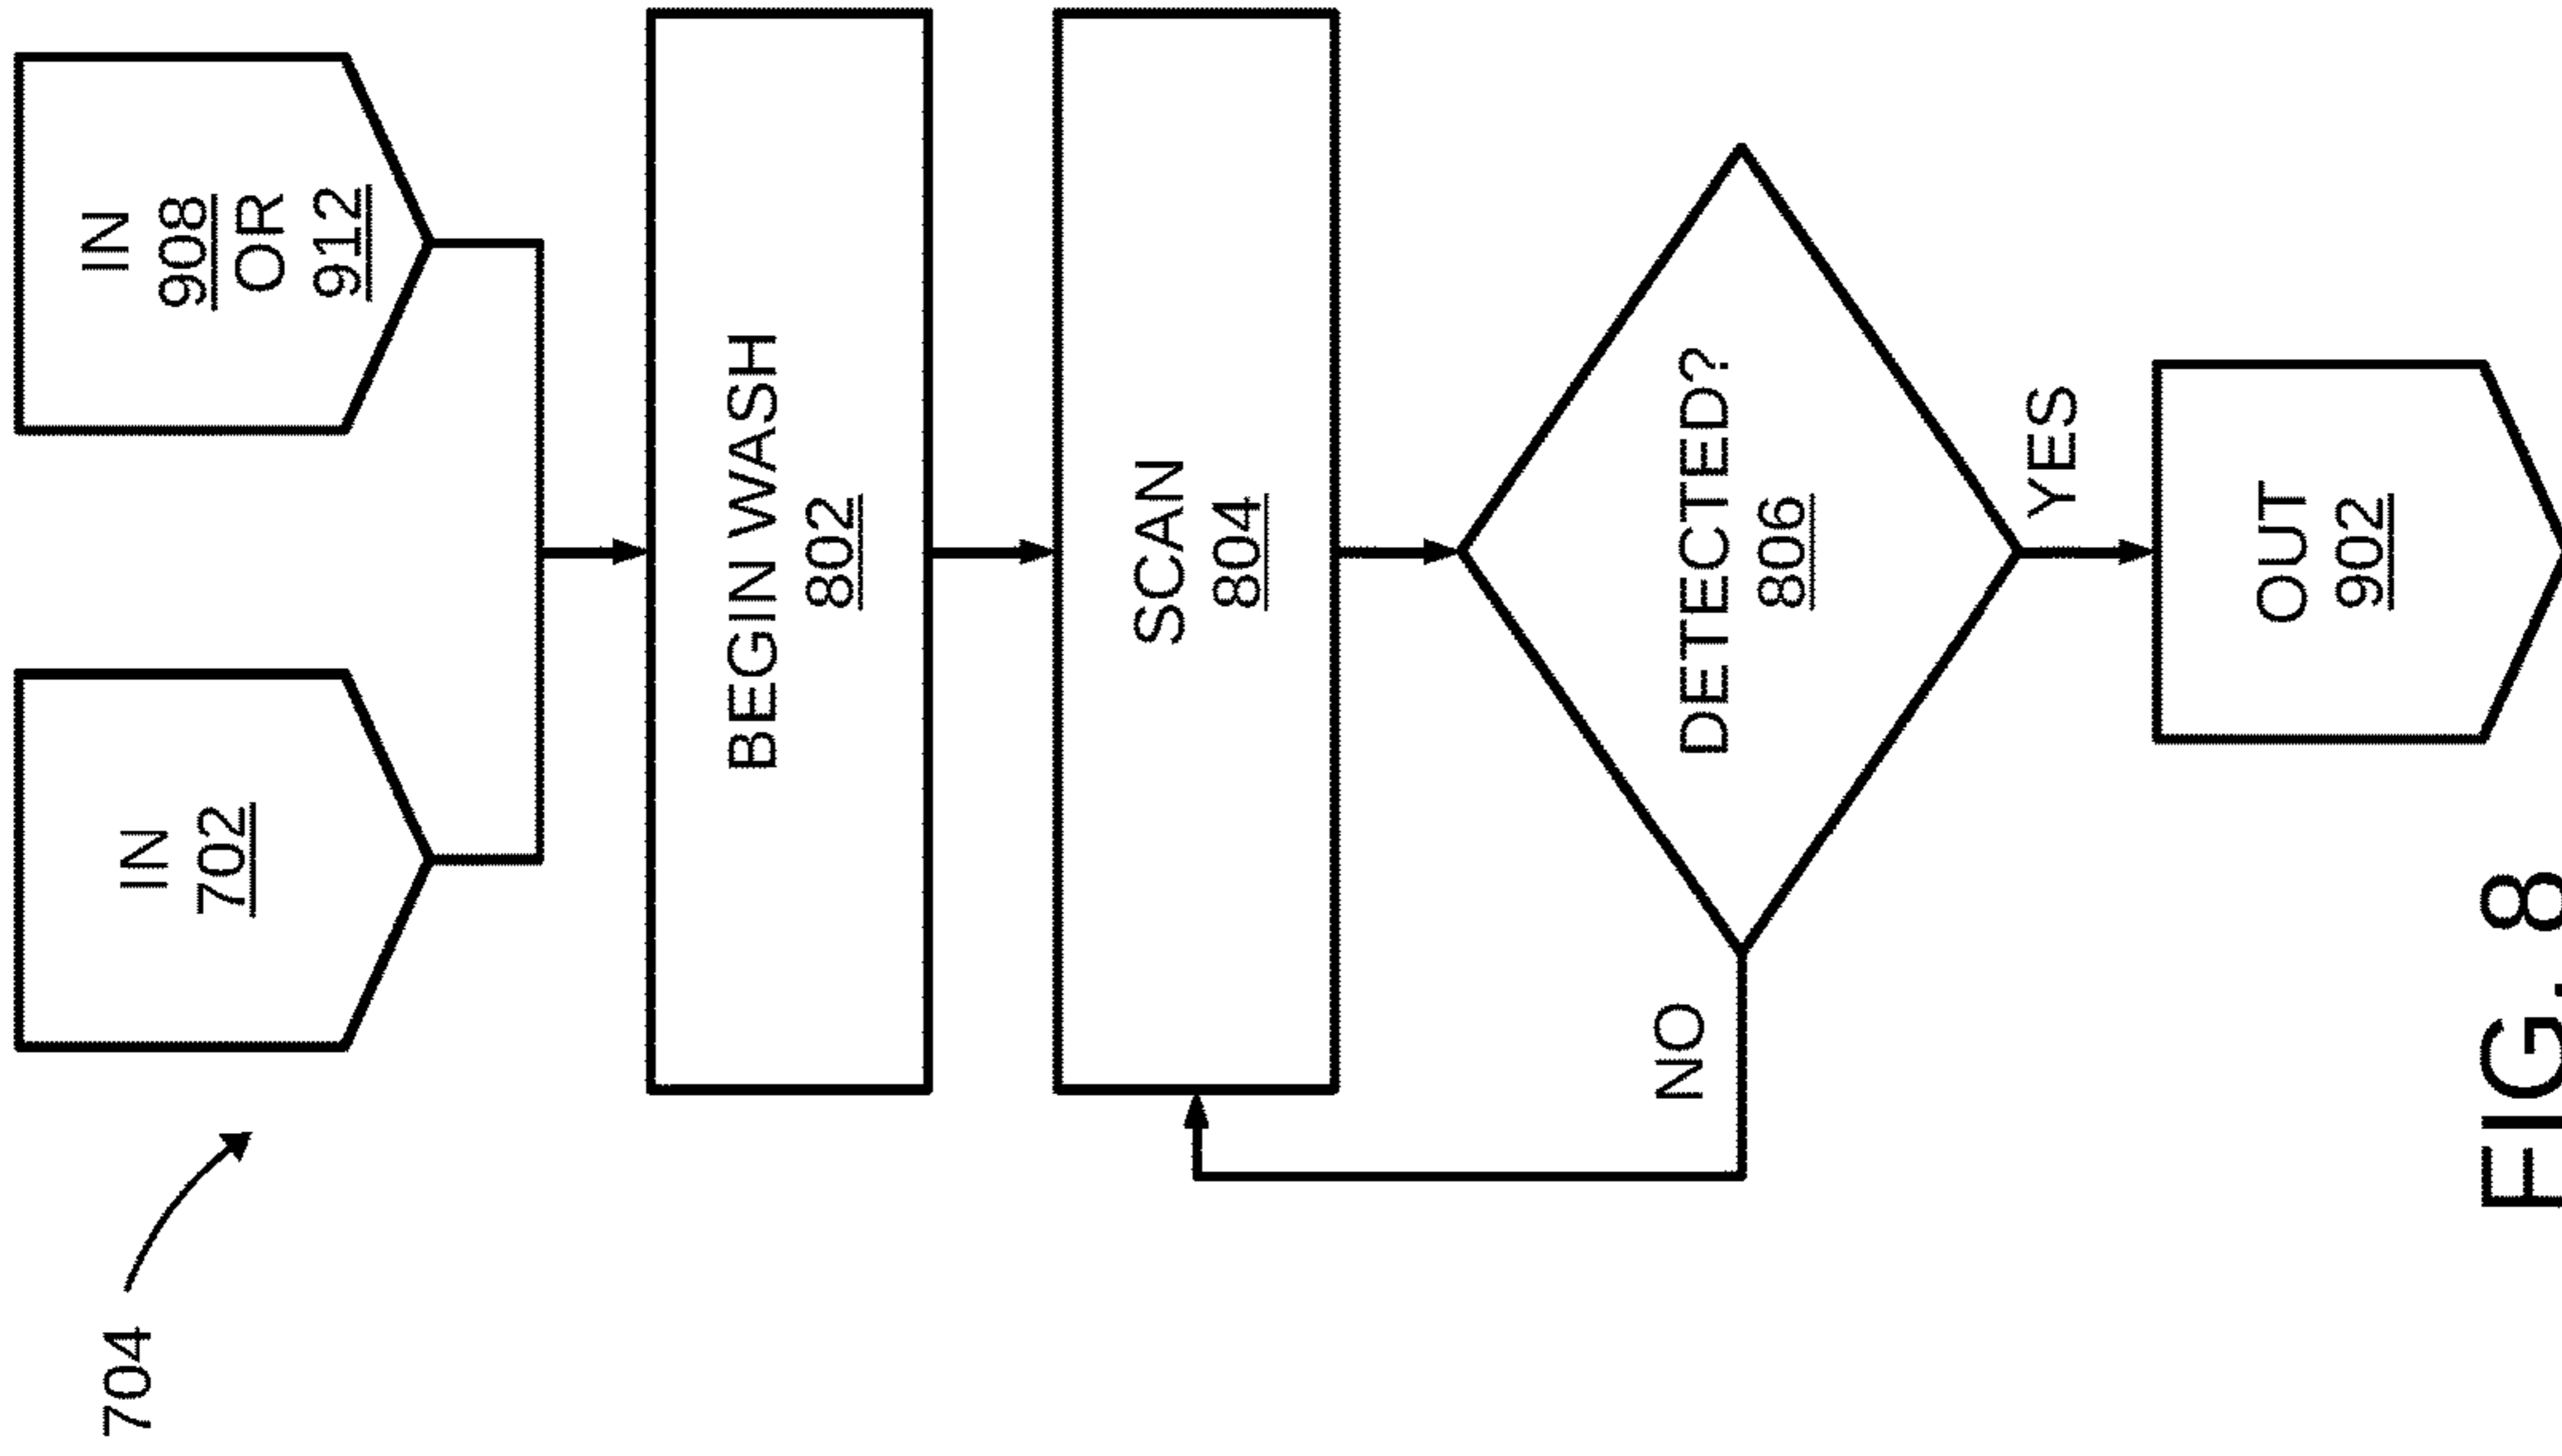 704
IN
702
IN
908
OR
912
BEGIN WASH
802
SCAN
804
DETECTED?
806
NO
YES
OUT
902
FIG. 8